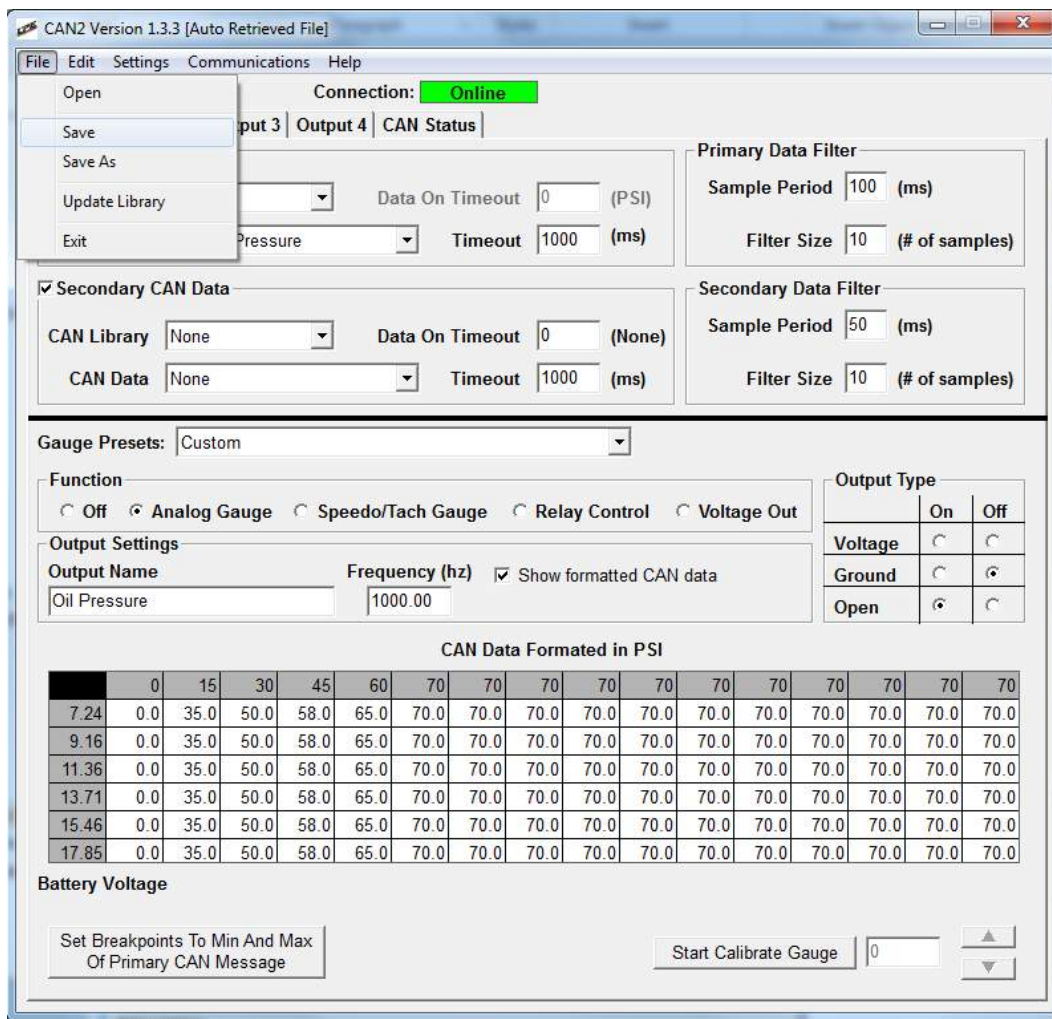 CAN2 Version 1.3.3 [Auto Retrieved File]
File Edit Settings Communications Help
Open
Save
Save As
Update Library
Exit
Connection: Online
put 3 Output 4 CAN Status
Data On Timeout 0 (PSI)
Pressure Timeout 1000 (ms)
Primary Data Filter
Sample Period 100 (ms)
Filter Size 10 (# of samples)
Secondary CAN Data
CAN Library None Data On Timeout 0 (None)
CAN Data None Timeout 1000 (ms)
Secondary Data Filter
Sample Period 50 (ms)
Filter Size 10 (# of samples)
Gauge Presets: Custom
Function
Off Analog Gauge Speedo/Tach Gauge Relay Control Voltage Out
Output Settings
Output Name Frequency (hz) Show formatted CAN data
Oil Pressure 1000.00
Output Type
On Off
Voltage
Ground
Open
CAN Data Formated in PSI
0 15 30 45 60 70 70 70 70 70 70 70 70 70 70 70
7.24 0.0 35.0 50.0 58.0 65.0 70.0 70.0 70.0 70.0 70.0 70.0 70.0 70.0 70.0 70.0 70.0
9.16 0.0 35.0 50.0 58.0 65.0 70.0 70.0 70.0 70.0 70.0 70.0 70.0 70.0 70.0 70.0 70.0
11.36 0.0 35.0 50.0 58.0 65.0 70.0 70.0 70.0 70.0 70.0 70.0 70.0 70.0 70.0 70.0 70.0
13.71 0.0 35.0 50.0 58.0 65.0 70.0 70.0 70.0 70.0 70.0 70.0 70.0 70.0 70.0 70.0 70.0
15.46 0.0 35.0 50.0 58.0 65.0 70.0 70.0 70.0 70.0 70.0 70.0 70.0 70.0 70.0 70.0 70.0
17.85 0.0 35.0 50.0 58.0 65.0 70.0 70.0 70.0 70.0 70.0 70.0 70.0 70.0 70.0 70.0 70.0
Battery Voltage
Set Breakpoints To Min And Max
Of Primary CAN Message
Start Calibrate Gauge 0